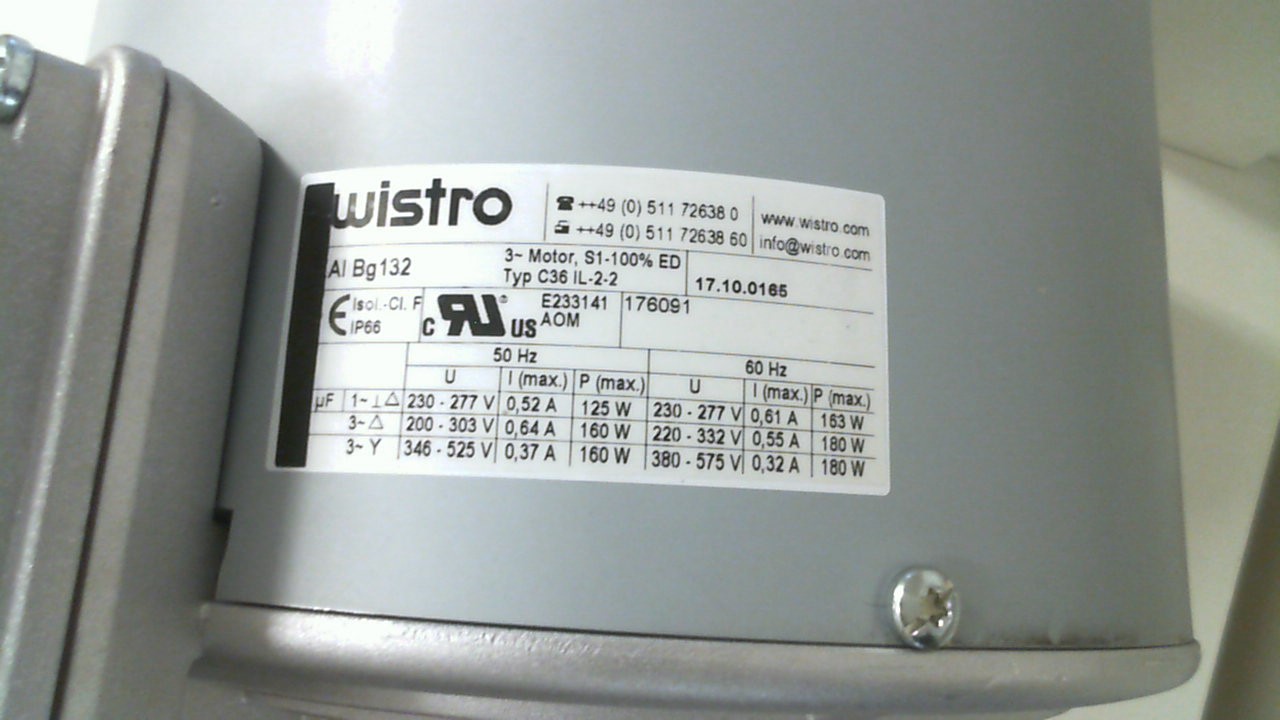 wistro
++49 (0) 511 72638 0
++49 (0) 511 72638 60
www.wistro.com
info@wistro.com
.AI Bg132
3~ Motor, S1-100% ED
Typ C36 IL-2-2
17.10.0165
CE Isol.-Cl. F
IP66
C RU® US
E233141
AOM
176091
50 Hz 60 Hz
U I (max.) P (max.) U I (max.) P (max.)
µF 1~ ⊥ △ 230 - 277 V 0,52 A 125 W 230 - 277 V 0,61 A 163 W
3~ △ 200 - 303 V 0,64 A 160 W 220 - 332 V 0,55 A 180 W
3~ Y 346 - 525 V 0,37 A 160 W 380 - 575 V 0,32 A 180 W